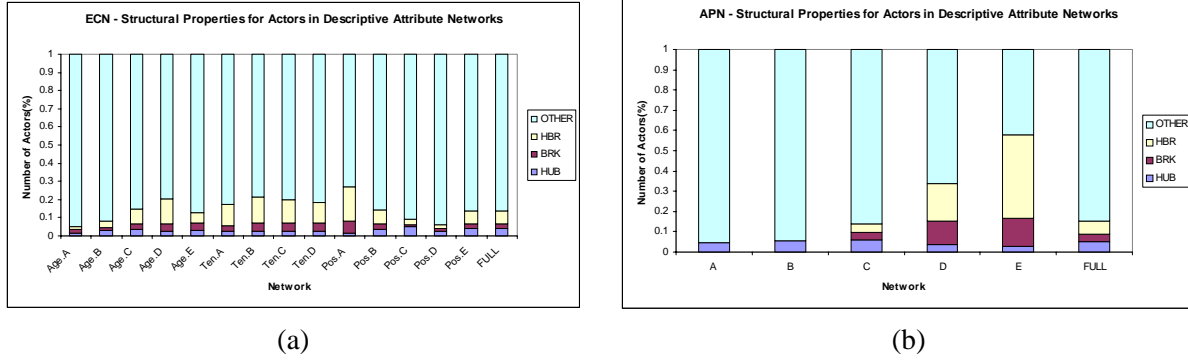 ECN - Structural Properties for Actors in Descriptive Attribute Networks
Number of Actors(%)
1
0.9
0.8
0.7
0.6
0.5
0.4
0.3
0.2
0.1
0
Age.A
Age.B
Age.C
Age.D
Age.E
Ten.A
Ten.B
Ten.C
Ten.D
Pos.A
Pos.B
Pos.C
Pos.D
Pos.E
FULL
Network
OTHER
HBR
BRK
HUB
(a)
APN - Structural Properties for Actors in Descriptive Attribute Networks
Number of Actors(%)
1
0.9
0.8
0.7
0.6
0.5
0.4
0.3
0.2
0.1
0
A
B
C
D
E
FULL
Network
OTHER
HBR
BRK
HUB
(b)